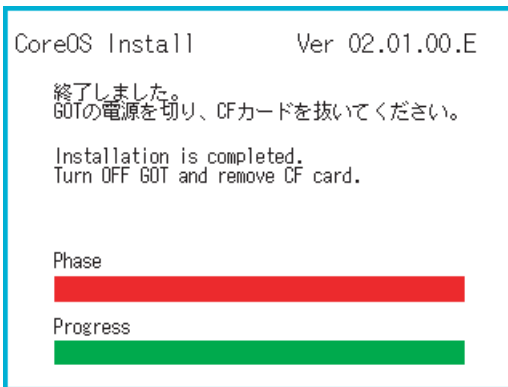 CoreOS Install Ver 02.01.00.E
終了しました。
GOTの電源を切り、CFカードを抜いてください。
Installation is completed.
Turn OFF GOT and remove CF card.
Phase
Progress